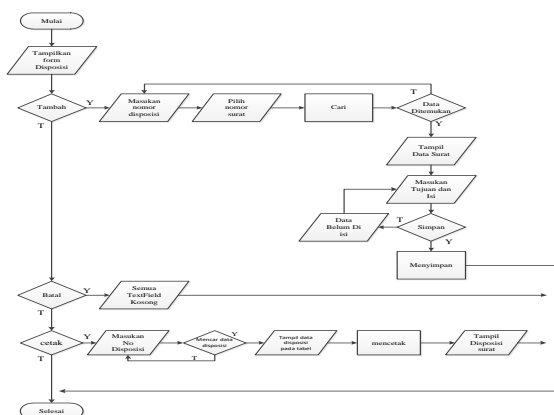 Mulai
Tampilkan
form
Disposisi
Tambah
Y
T
Masukan
nomor
disposisi
Pilih
nomor
surat
Cari
T
Data
Ditemukan
Y
Tampil
Data Surat
Masukan
Tujuan dan
Isi
Data
Belum Di
isi
T
Simpan
Y
Menyimpan
Batal
Y
T
Semua
TextField
Kosong
cetak
Y
T
Masukan
No
Disposisi
Mencar data
disposisi
Y
T
Tampil data
disposisi
pada tabel
mencetak
Tampil
Disposisi
surat
Selesai